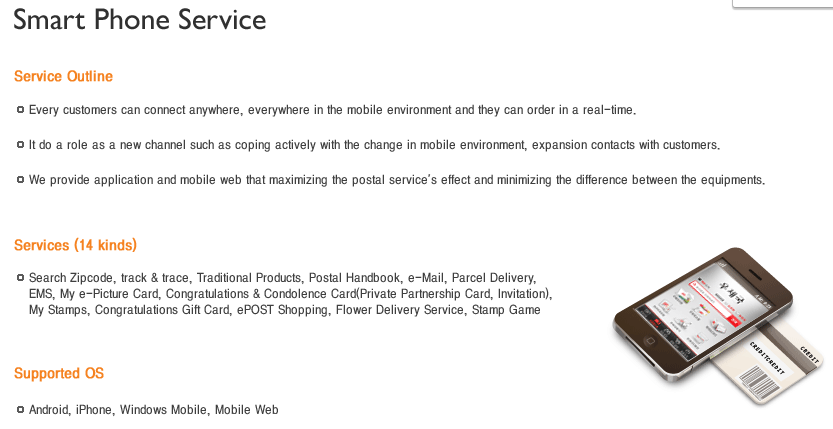 Smart Phone Service
Service Outline
Every customers can connect anywhere, everywhere in the mobile environment and they can order in a real-time.
It do a role as a new channel such as coping actively with the change in mobile environment, expansion contacts with customers.
We provide application and mobile web that maximizing the postal service's effect and minimizing the difference between the equipments.
Services (14 kinds)
Search Zipcode, track & trace, Traditional Products, Postal Handbook, e-Mail, Parcel Delivery,
EMS, My e-Picture Card, Congratulations & Condolence Card(Private Partnership Card, Invitation),
My Stamps, Congratulations Gift Card, ePOST Shopping, Flower Delivery Service, Stamp Game
우체국
CREDIT
CREDITCREDIT
Supported OS
Android, iPhone, Windows Mobile, Mobile Web